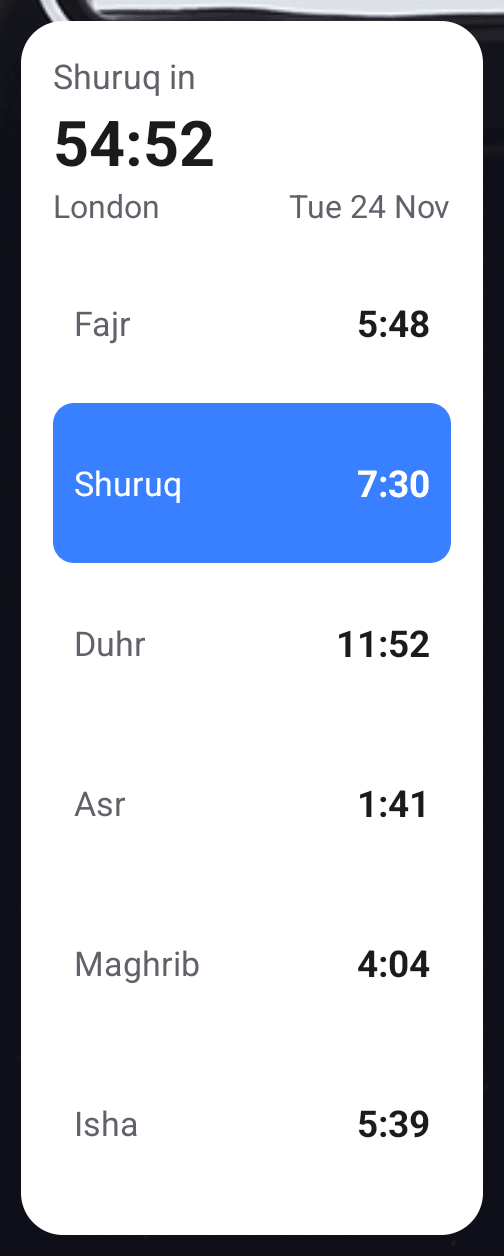 Shuruq in
54:52
London Tue 24 Nov
Fajr 5:48
Shuruq 7:30
Duhr 11:52
Asr 1:41
Maghrib 4:04
Isha 5:39